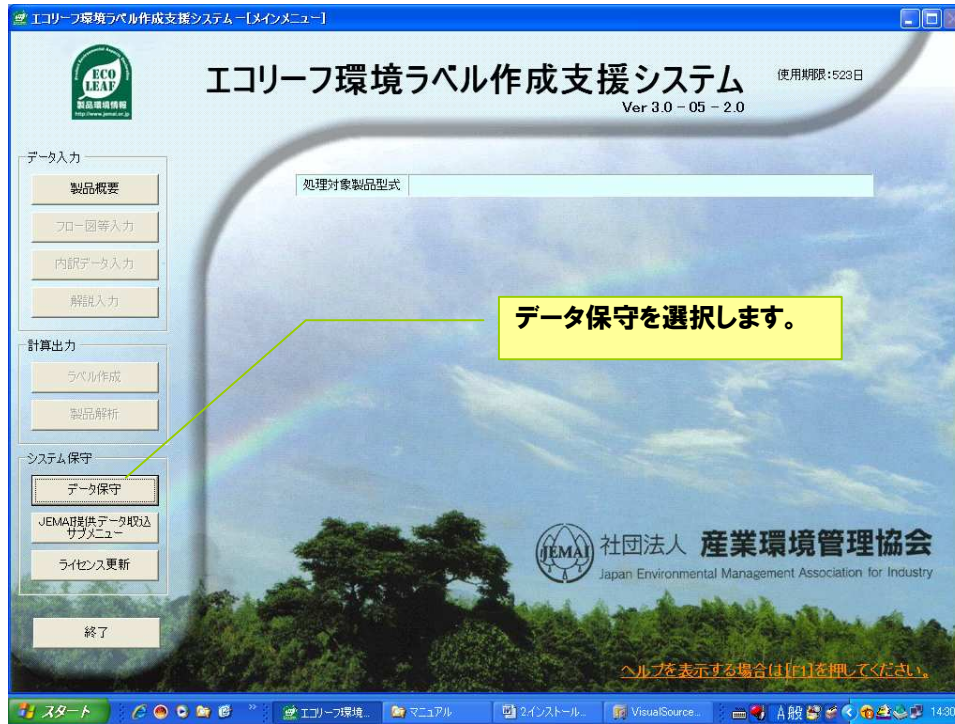 エコリーフ環境ラベル作成支援システム ー[メインメニュー]
ECO
LEAF
製品環境情報
http://www.jemai.or.jp
エコリーフ環境ラベル作成支援システム
使用期限:523日
Ver 3.0 － 05 － 2.0
データ入力
製品概要
処理対象製品型式
フロー図等入力
内訳データ入力
解説入力
データ保守を選択します。
計算出力
ラベル作成
製品解析
システム保守
データ保守
JEMAI提供データ取込
サブメニュー
ライセンス更新
JEMAI
社団法人 産業環境管理協会
Japan Environmental Management Association for Industry
終了
ヘルプを表示する場合は[F1]を押してください。
スタート
エコリーフ環境...
マニュアル
2インストール...
VisualSource...
A 般
14:30